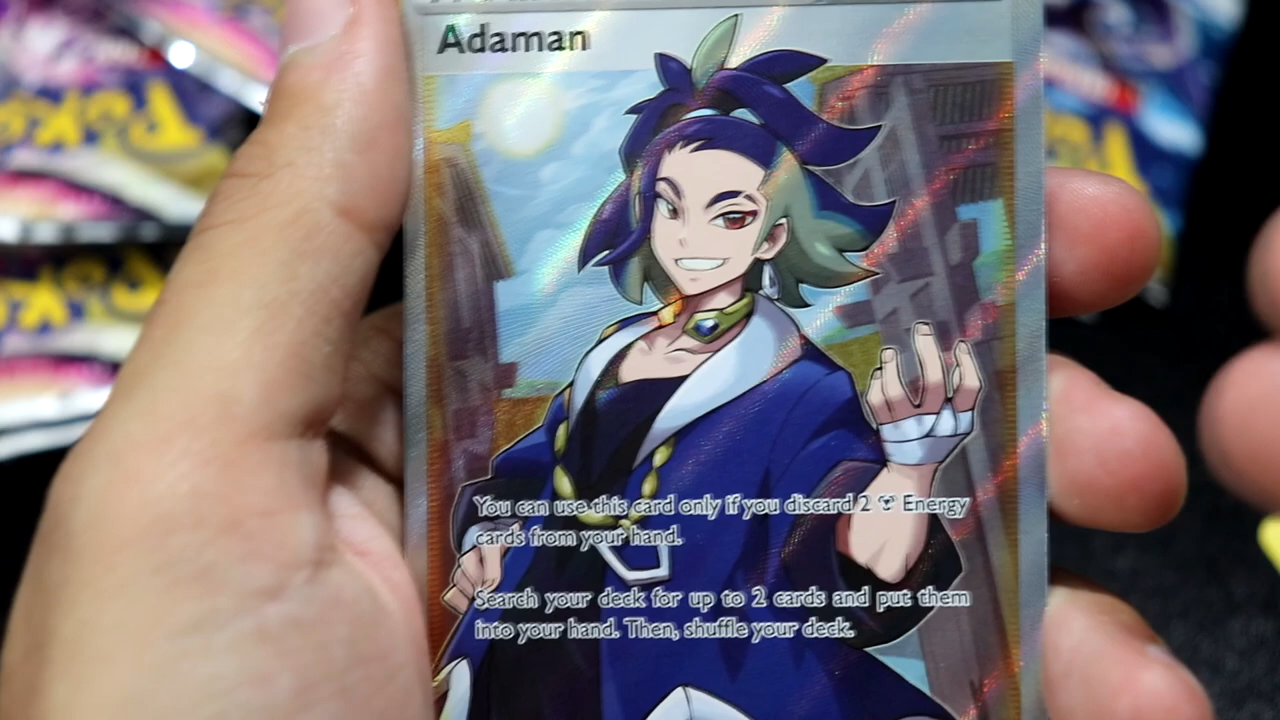 Adaman
You can use this card only if you discard 2 Energy
cards from your hand.
Search your deck for up to 2 cards and put them
into your hand. Then, shuffle your deck.